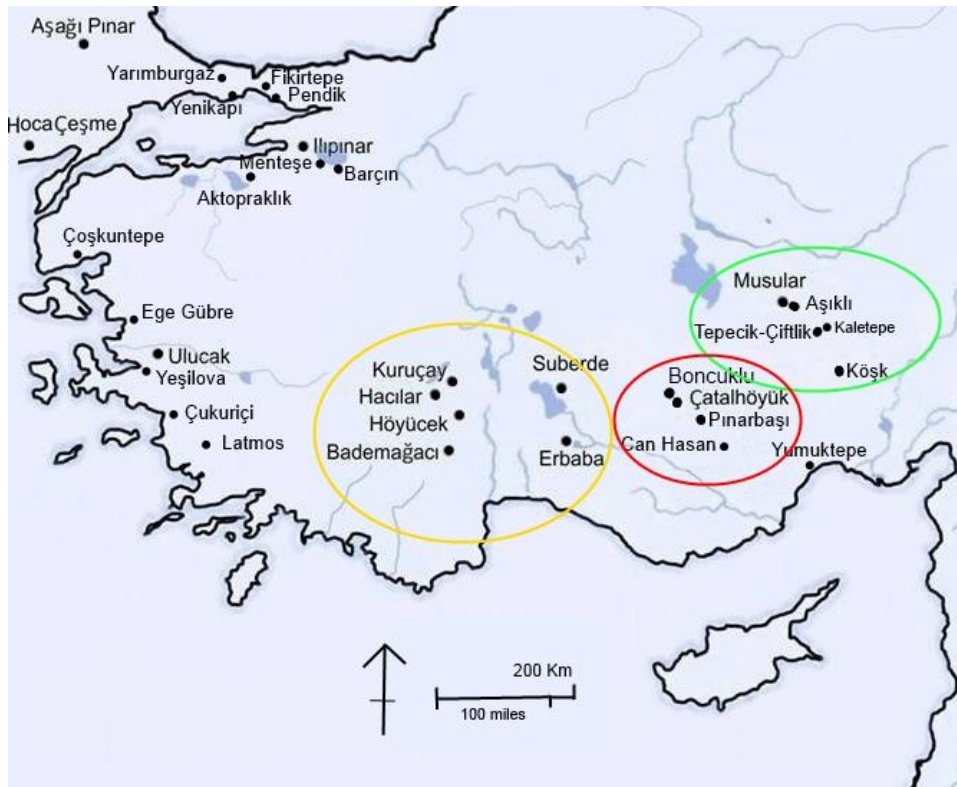 Aşağı Pınar
Yarımburgaz
Fikirtepe
Pendik
Yenikapı
Hoca Çeşme
Ilıpınar
Menteşe
Barçın
Aktopraklık
Çoşkuntepe
Ege Gübre
Ulucak
Yeşilova
Çukuriçi
Latmos
Kuruçay
Hacılar
Höyücek
Bademağacı
Suberde
Erbaba
Boncuklu
Çatalhöyük
Pınarbaşı
Can Hasan
Musular
Aşıklı
Tepecik-Çiftlik
Kaletepe
Köşk
Yumuktepe
200 Km
100 miles